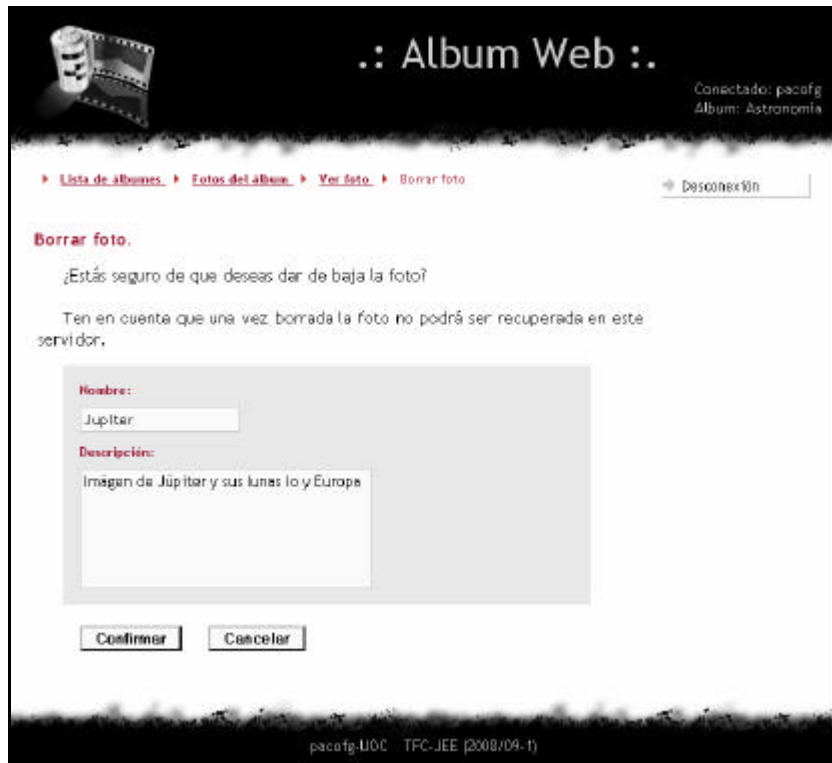 .: Album Web :.
Conectado: pacofg
Album: Astronomía
Lista de álbumes Fotos del álbum Ver foto Borrar foto
Desconexión
Borrar foto.
¿Estás seguro de que deseas dar de baja la foto?
Ten en cuenta que una vez borrada la foto no podrá ser recuperada en este
servidor.
Nombre:
Jupiter
Descripción:
Imágen de Júpiter y sus lunas Io y Europa
Confirmar Cancelar
pacofg-UOC TFC-JEE (2008/09-1)